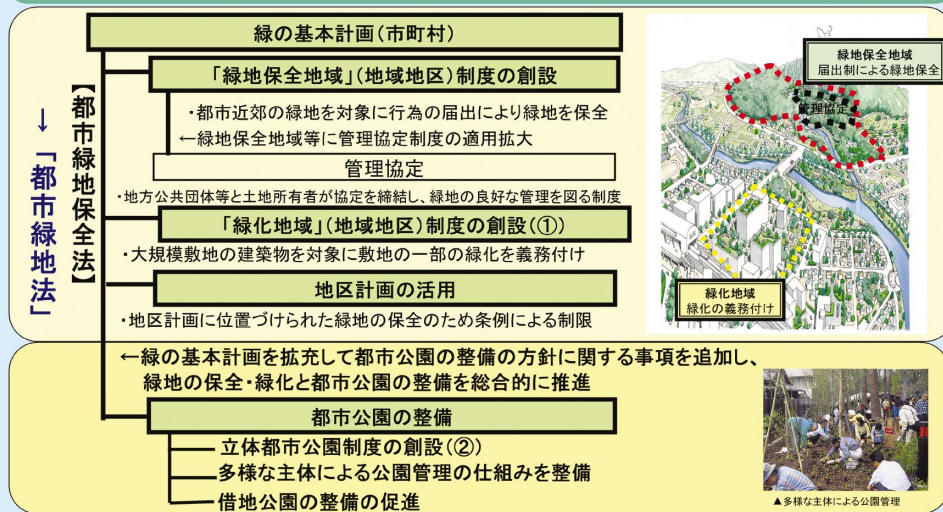 緑の基本計画(市町村)
「緑地保全地域」(地域地区)制度の創設
・都市近郊の緑地を対象に行為の届出により緑地を保全
←緑地保全地域等に管理協定制度の適用拡大
管理協定
・地方公共団体等と土地所有者が協定を締結し、緑地の良好な管理を図る制度
「緑化地域」(地域地区)制度の創設(①)
・大規模敷地の建築物を対象に敷地の一部の緑化を義務付け
地区計画の活用
・地区計画に位置づけられた緑地の保全のため条例による制限
【都市緑地保全法】
→「都市緑地法」
緑地保全地域
届出制による緑地保全
管理協定
緑化地域
緑化の義務付け
←緑の基本計画を拡充して都市公園の整備の方針に関する事項を追加し、
緑地の保全・緑化と都市公園の整備を総合的に推進
都市公園の整備
立体都市公園制度の創設(②)
多様な主体による公園管理の仕組みを整備
借地公園の整備の促進
▲多様な主体による公園管理